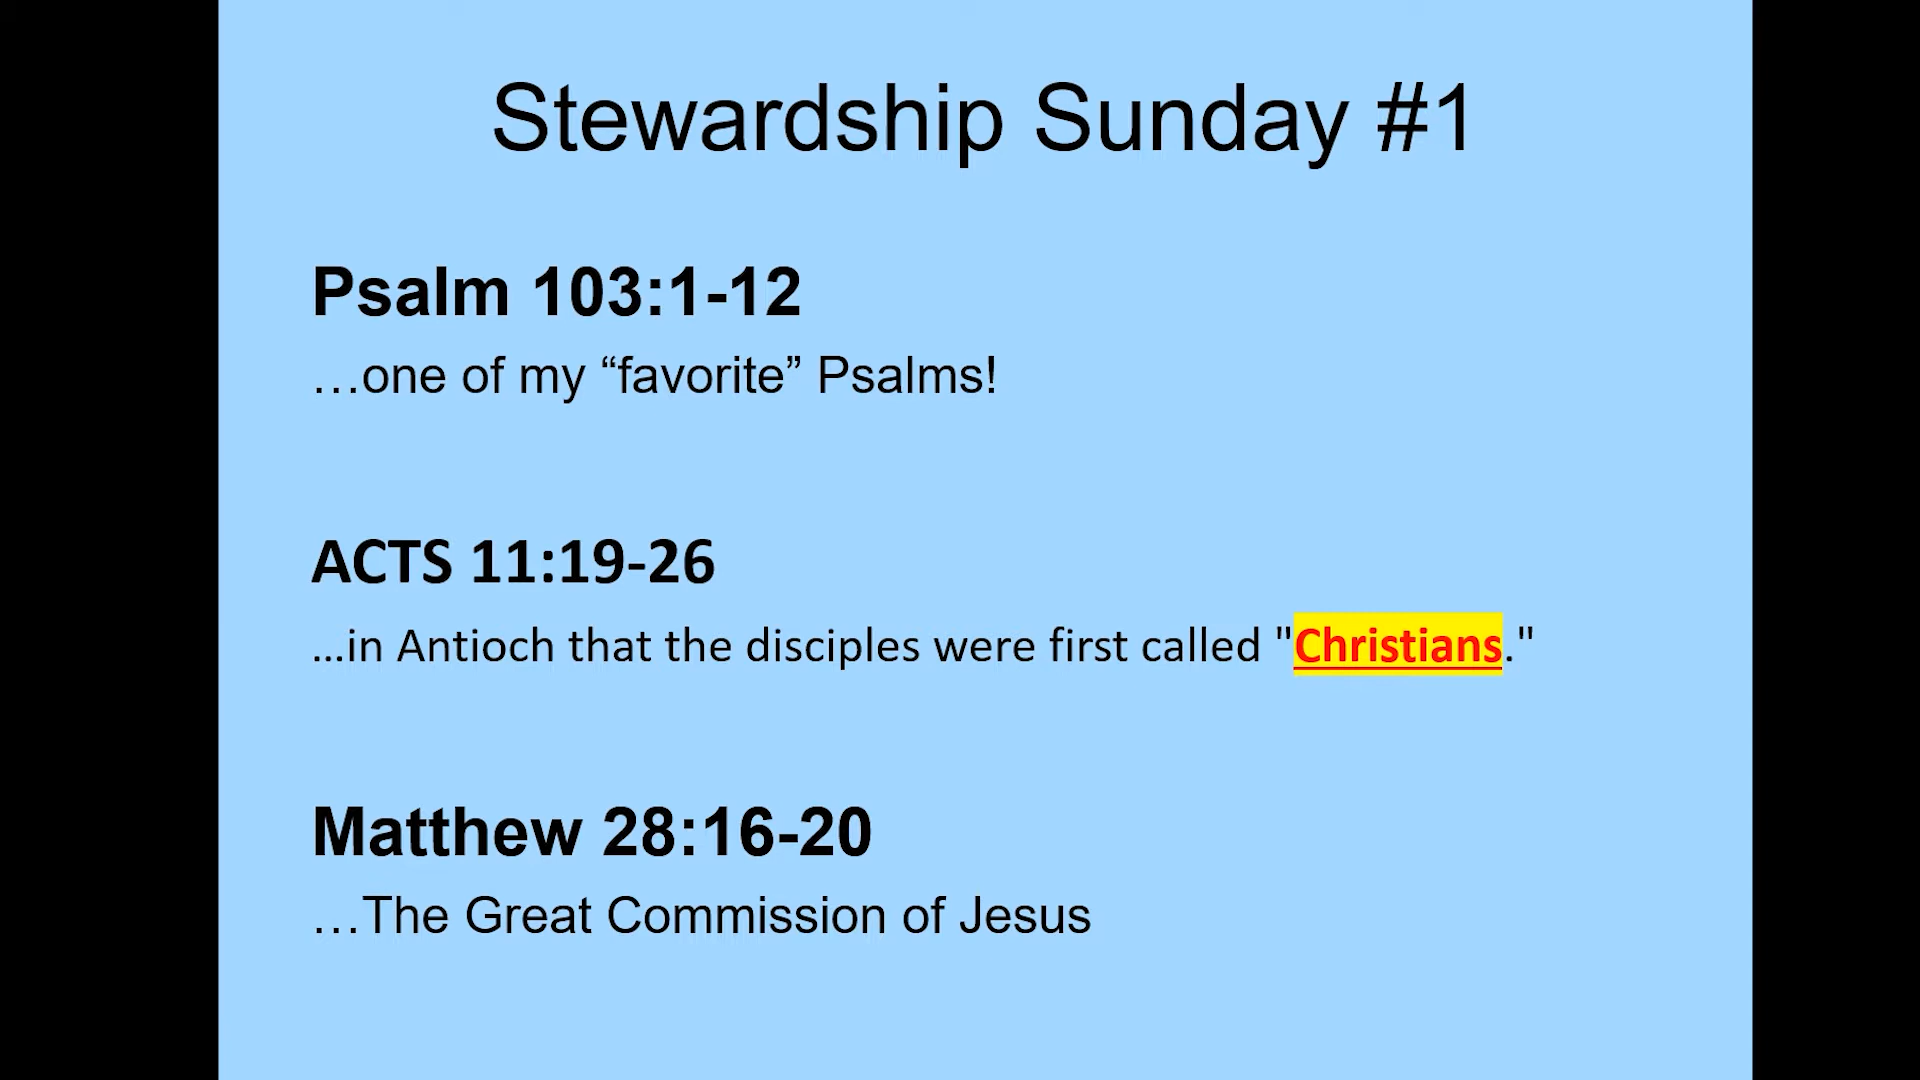 Stewardship Sunday #1
Psalm 103:1-12
…one of my “favorite” Psalms!
ACTS 11:19-26
…in Antioch that the disciples were first called "Christians."
Matthew 28:16-20
…The Great Commission of Jesus